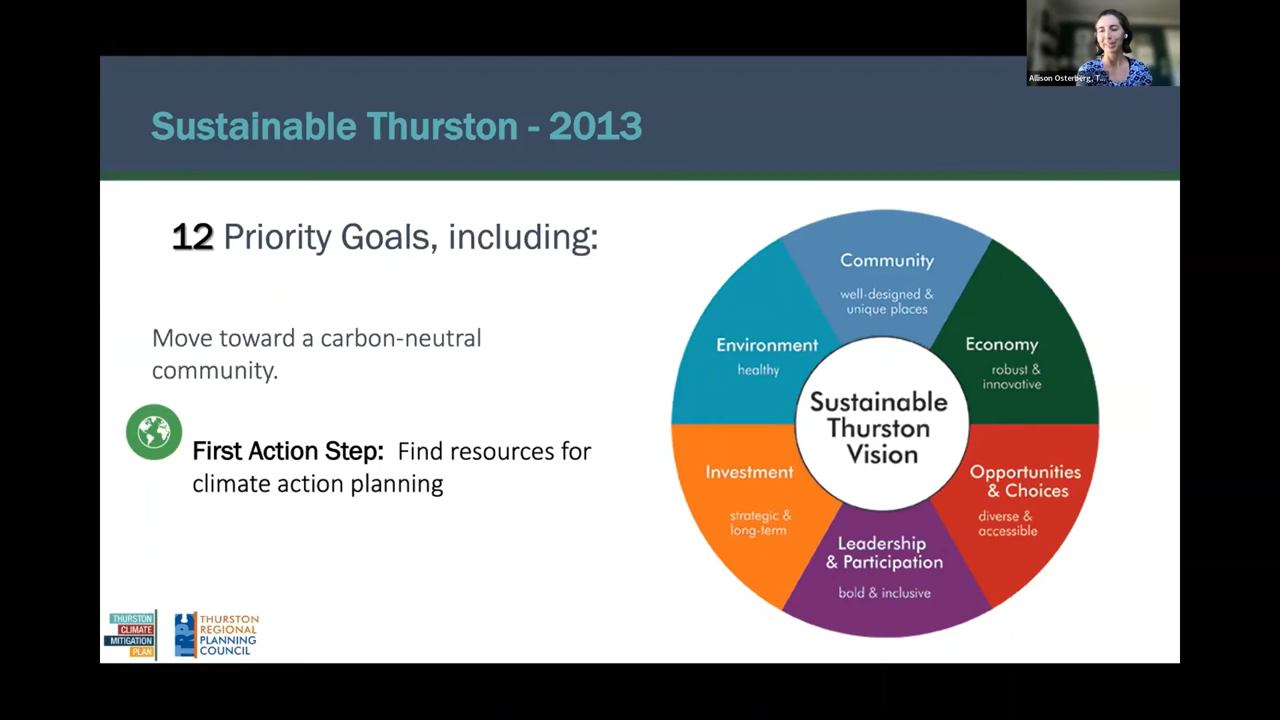 Allison Osterberg, T...
Sustainable Thurston - 2013
12 Priority Goals, including:
Move toward a carbon-neutral
community.
First Action Step: Find resources for
climate action planning
Community
well-designed &
unique places
Economy
robust &
innovative
Opportunities
& Choices
diverse &
accessible
Leadership
& Participation
bold & inclusive
Investment
strategic &
long-term
Environment
healthy
Sustainable
Thurston
Vision
THURSTON
CLIMATE
MITIGATION
PLAN
TRPC
THURSTON
REGIONAL
PLANNING
COUNCIL